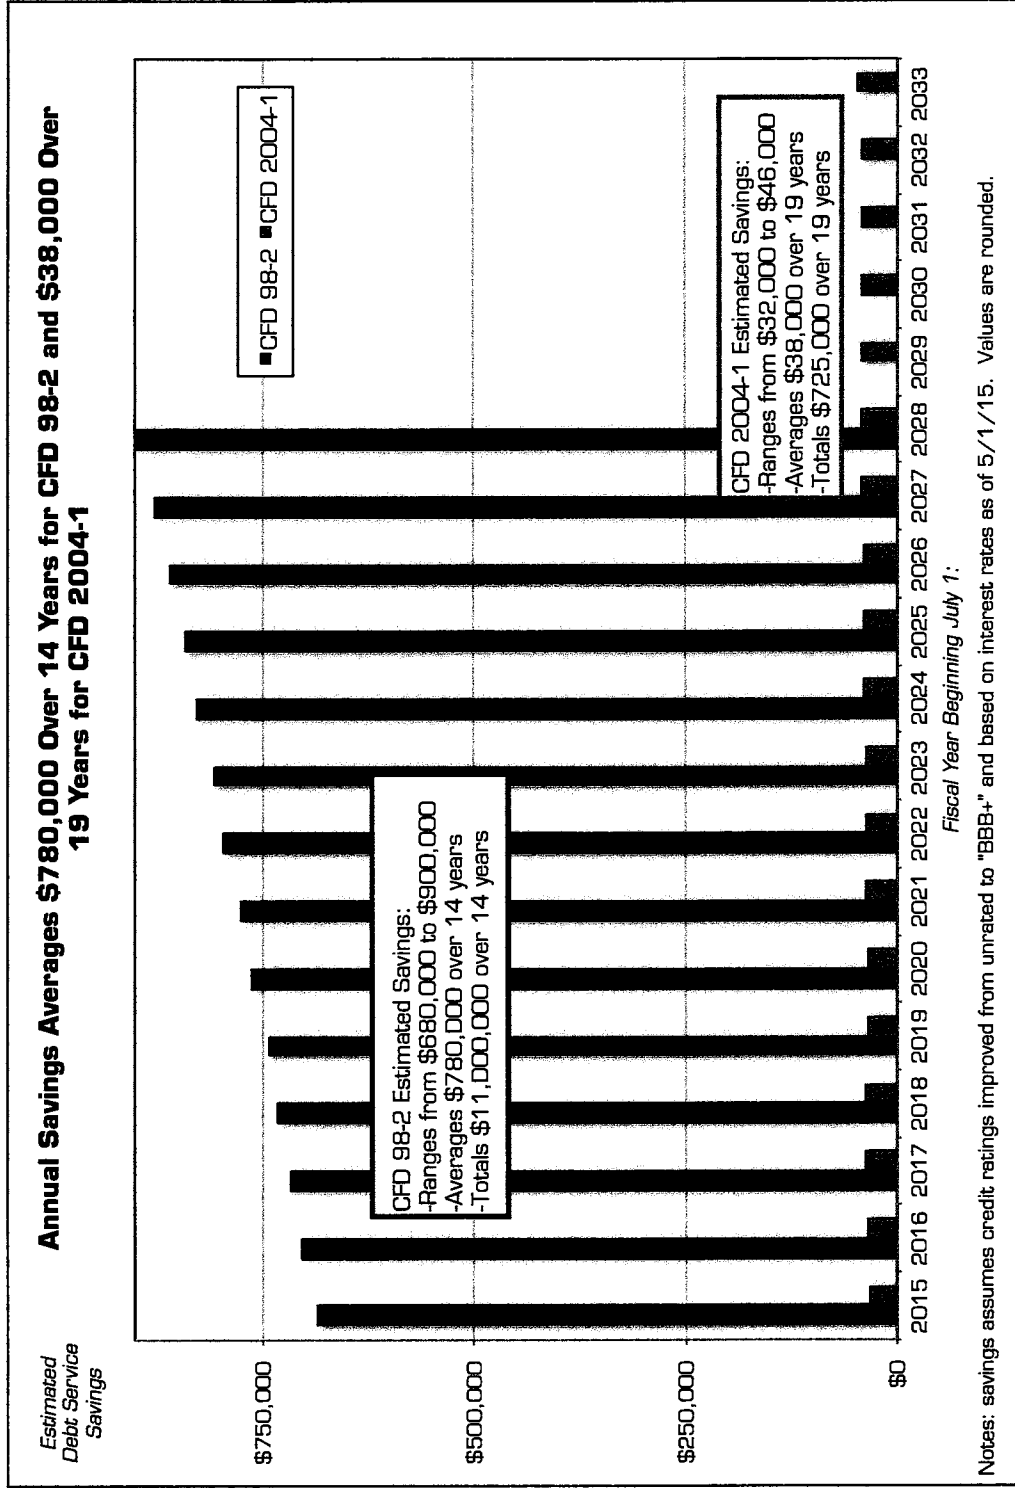 Annual Savings Averages $780,000 Over 14 Years for CFD 98-2 and $38,000 Over
19 Years for CFD 2004-1
Estimated
Debt Service
Savings
■CFD 98-2 ■CFD 2004-1
$750,000
$500,000
$250,000
$0
CFD 98-2 Estimated Savings:
-Ranges from $680,000 to $900,000
-Averages $780,000 over 14 years
-Totals $11,000,000 over 14 years
CFD 2004-1 Estimated Savings:
-Ranges from $32,000 to $46,000
-Averages $38,000 over 19 years
-Totals $725,000 over 19 years
2015 2016 2017 2018 2019 2020 2021 2022 2023 2024 2025 2026 2027 2028 2029 2030 2031 2032 2033
Fiscal Year Beginning July 1:
Notes: savings assumes credit ratings improved from unrated to "BBB+" and based on interest rates as of 5/1/15. Values are rounded.